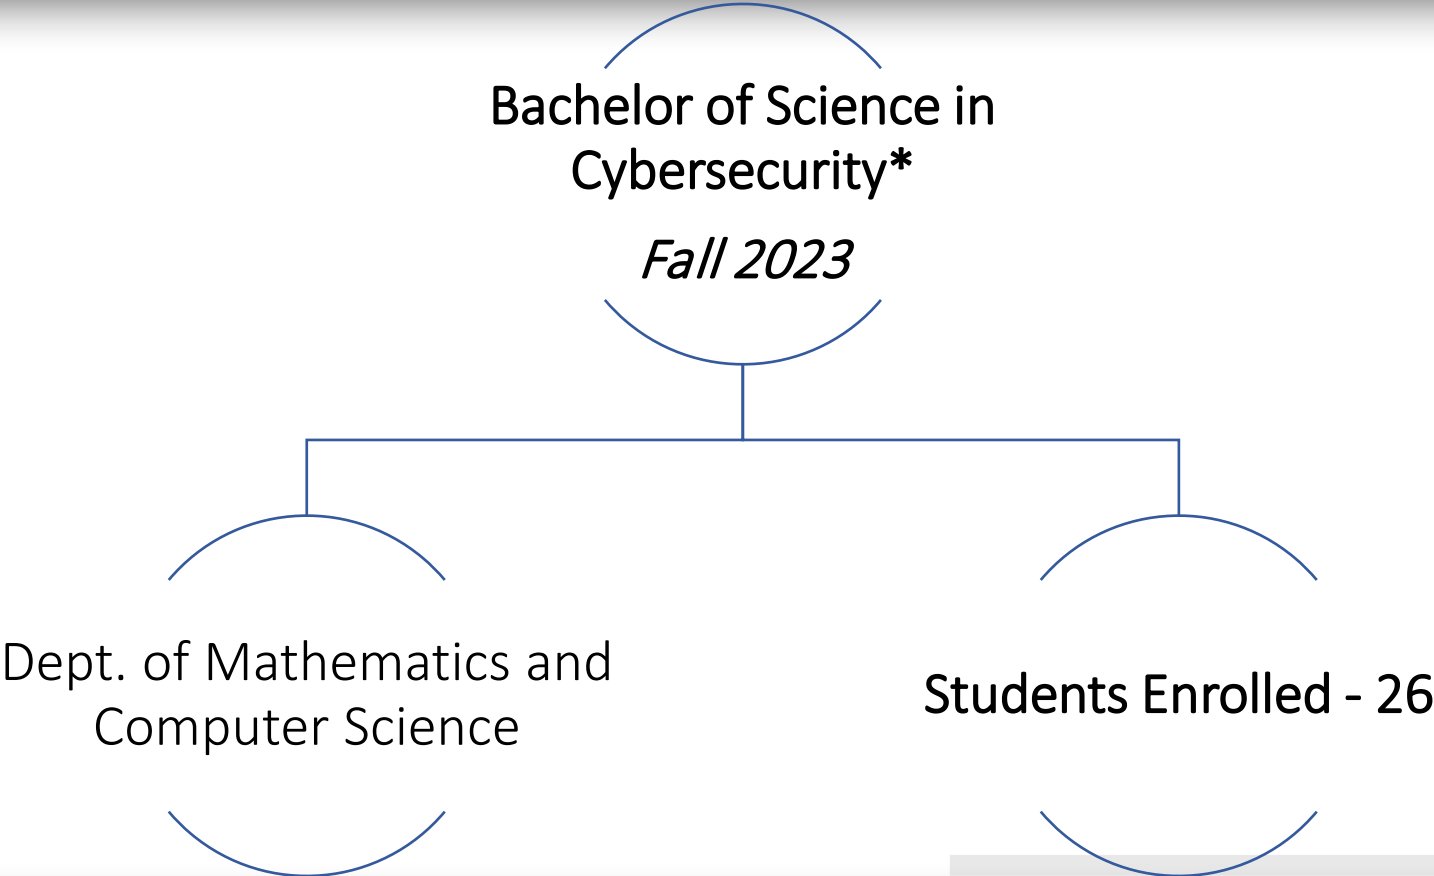 Bachelor of Science in
Cybersecurity*
Fall 2023
Dept. of Mathematics and
Computer Science
Students Enrolled - 26